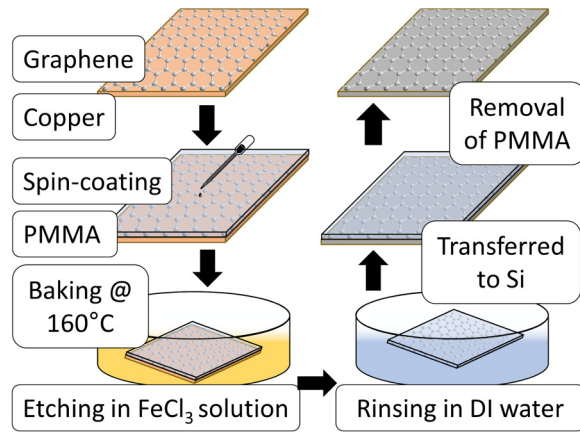 Graphene
Copper
Spin-coating
PMMA
Baking @
160°C
Etching in FeCl₃ solution
Rinsing in DI water
Transferred
to Si
Removal
of PMMA